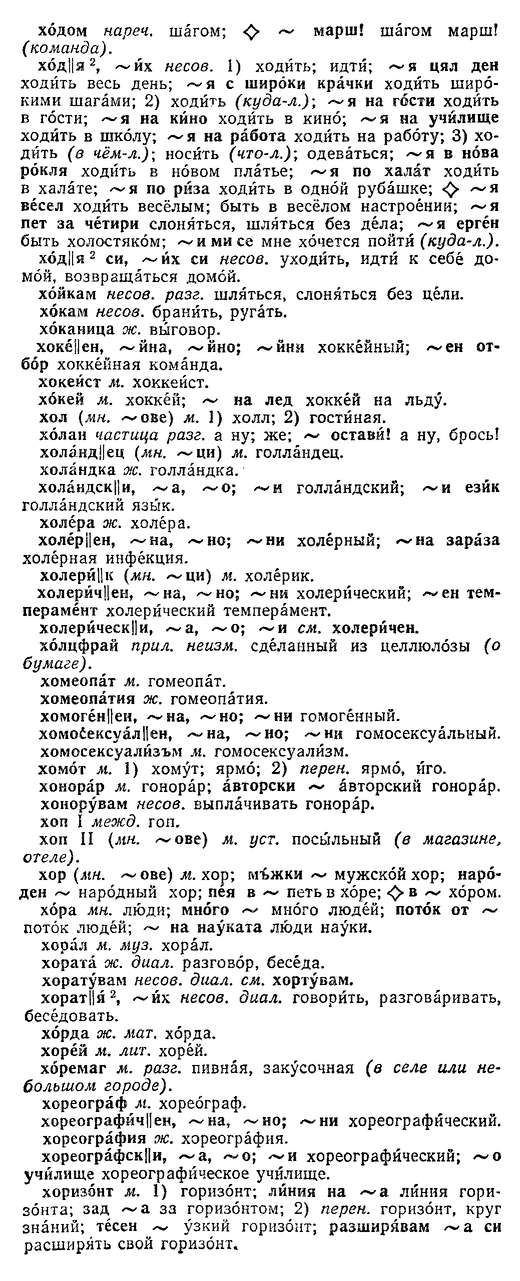 хо́дом нареч. ша́гом; ◇ ~ марш! ша́гом марш!
(команда).
хо́д||я², ~их несов. 1) ходи́ть; идти́; ~я цял ден
ходи́ть весь день; ~я с широ́ки кра́чки ходи́ть широ́-
кими шага́ми; 2) ходи́ть (куда-л.); ~я на го́сти ходи́ть
в го́сти; ~я на ки́но ходи́ть в кино́; ~я на учи́лище
ходи́ть в шко́лу; ~я на ра́бота ходи́ть на рабо́ту; 3) хо-
ди́ть (в чём-л.); носи́ть (что-л.); одева́ться; ~я в но́ва
ро́кля ходи́ть в но́вом пла́тье; ~я по хала́т ходи́ть
в хала́те; ~я по ри́за ходи́ть в одно́й руба́шке; ◇ ~я
ве́сел ходи́ть весёлым; быть в весёлом настрое́нии; ~я
пет за че́тири слоня́ться, шля́ться без де́ла; ~я ерге́н
быть холостяко́м; ~и ми се мне хо́чется пойти́ (куда-л.).
хо́д||я² си, ~их си несов. уходи́ть, идти́ к себе́ до-
мо́й, возвраща́ться домо́й.
хо́йкам несов. разг. шля́ться, слоня́ться без це́ли.
хо́кам несов. брани́ть, руга́ть.
хо́каница ж. вы́говор.
хоке́||ен, ~йна, ~йно; ~йни хокке́йный; ~ен от-
бо́р хокке́йная кома́нда.
хокеи́ст м. хоккеи́ст.
хо́кей м. хокке́й; ~ на лед хокке́й на льду́.
хол (мн. ~ове) м. 1) холл; 2) гости́ная.
хо́лан частица разг. а ну; же; ~ остави́! а ну, брось!
хола́нд||ец (мн. ~ци) м. голла́ндец.
хола́ндка ж. голла́ндка.
хола́ндск||и, ~а, ~о; ~и голла́ндский; ~и ези́к
голла́ндский язы́к.
холе́ра ж. холе́ра.
холе́р||ен, ~на, ~но; ~ни холе́рный; ~на зара́за
холе́рная инфе́кция.
холери́||к (мн. ~ци) м. холе́рик.
холери́ч||ен, ~на, ~но; ~ни холери́ческий; ~ен тем-
пераме́нт холери́ческий темпера́мент.
холери́ческ||и, ~а, ~о; ~и см. холери́чен.
хо́лцфрай прил. неизм. сде́ланный из целлюло́зы (о
бумаге).
хомеопа́т м. гомеопа́т.
хомеопа́тия ж. гомеопа́тия.
хомоге́н||ен, ~на, ~но; ~ни гомоге́нный.
хомосексуа́л||ен, ~на, ~но; ~ни гомосексуа́льный.
хомосексуали́зъм м. гомосексуали́зм.
хомо́т м. 1) хому́т; ярмо́; 2) перен. ярмо́, и́го.
хонора́р м. гонора́р; а́вторски ~ а́вторский гонора́р.
хонору́вам несов. выпла́чивать гонора́р.
хоп I межд. гоп.
хоп II (мн. ~ове) м. уст. посы́льный (в магазине,
отеле).
хор (мн. ~ове) м. хор; мъ́жки ~ мужско́й хор; наро́-
ден ~ наро́дный хор; пе́я в ~ петь в хо́ре; ◇ в ~ хо́ром.
хо́ра мн. лю́ди; мно́го ~ мно́го люде́й; пото́к от ~
пото́к люде́й; ~ на нау́ката лю́ди нау́ки.
хора́л м. муз. хора́л.
хората́ ж. диал. разгово́р, бесе́да.
хорату́вам несов. диал. см. хорту́вам.
хорат||я́², ~и́х несов. диал. говори́ть, разгова́ривать,
бесе́довать.
хо́рда ж. мат. хо́рда.
хоре́й м. лит. хоре́й.
хо́ремаг м. разг. пивна́я, заку́сочная (в селе или не-
большом городе).
хореогра́ф м. хорео́граф.
хореографи́ч||ен, ~на, ~но; ~ни хореографи́ческий.
хореогра́фия ж. хореогра́фия.
хореогра́фск||и, ~а, ~о; ~и хореографи́ческий; ~о
учи́лище хореографи́ческое учи́лище.
хоризо́нт м. 1) горизо́нт; ли́ния на ~а ли́ния гори-
зо́нта; зад ~а за горизо́нтом; 2) перен. горизо́нт, круг
зна́ний; те́сен ~ у́зкий горизо́нт; разширя́вам ~а си
расширя́ть свой горизо́нт.